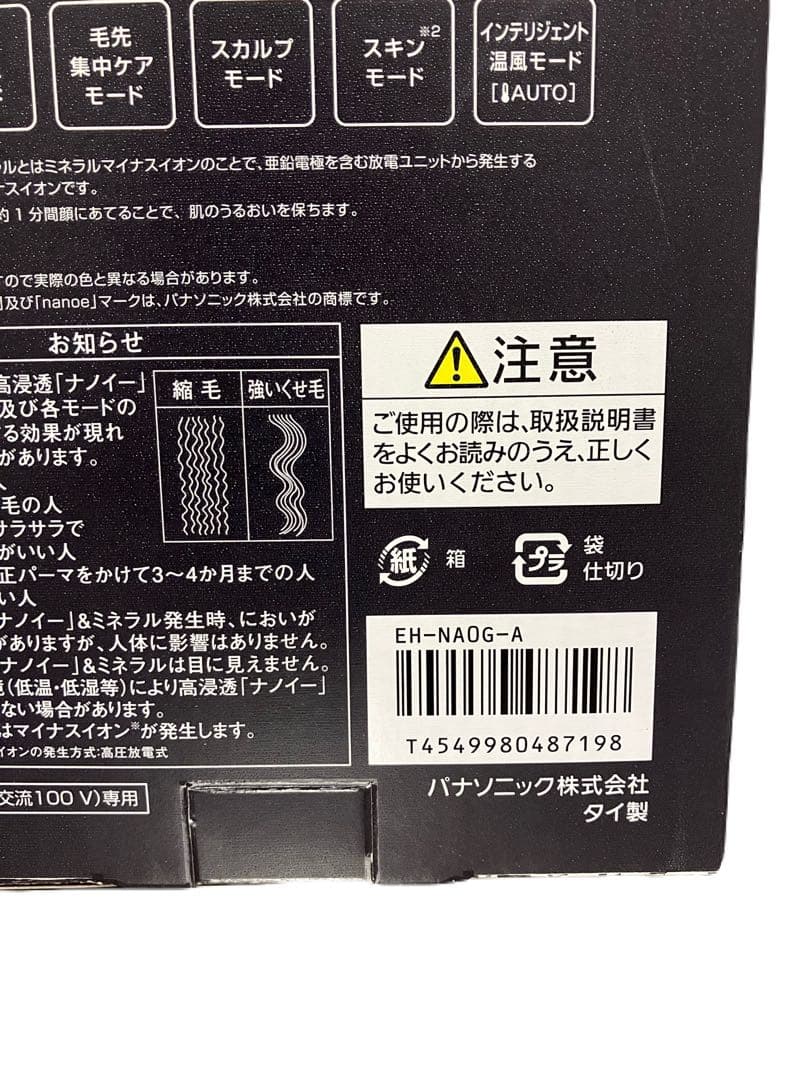 毛先
集中ケア
モード
スカルプ
モード
スキン※2
モード
インテリジェント
温風モード
[AUTO]
ルとはミネラルマイナスイオンのことで、亜鉛電極を含む放電ユニットから発生する
ナスイオンです。
約1分間顔にあてることで、肌のうるおいを保ちます。
すので実際の色と異なる場合があります。
及び「nanoe」マークは、パナソニック株式会社の商標です。
お知らせ
高浸透「ナノイー」
及び各モードの
する効果が現れ
があります。
人
毛の人
サラサラで
がいい人
正パーマをかけて3〜4か月までの人
い人
ナノイー」&ミネラル発生時、においが
がありますが、人体に影響はありません。
ナノイー」&ミネラルは目に見えません。
(低温・低湿等)により高浸透「ナノイー」
ない場合があります。
はマイナスイオン※が発生します。
イオンの発生方式:高圧放電式
縮毛
強いくせ毛
交流100 V)専用
注意
ご使用の際は、取扱説明書
をよくお読みのうえ、正しく
お使いください。
紙
箱
プラ
袋
仕切り
EH-NA0G-A
T4549980487198
パナソニック株式会社
タイ製